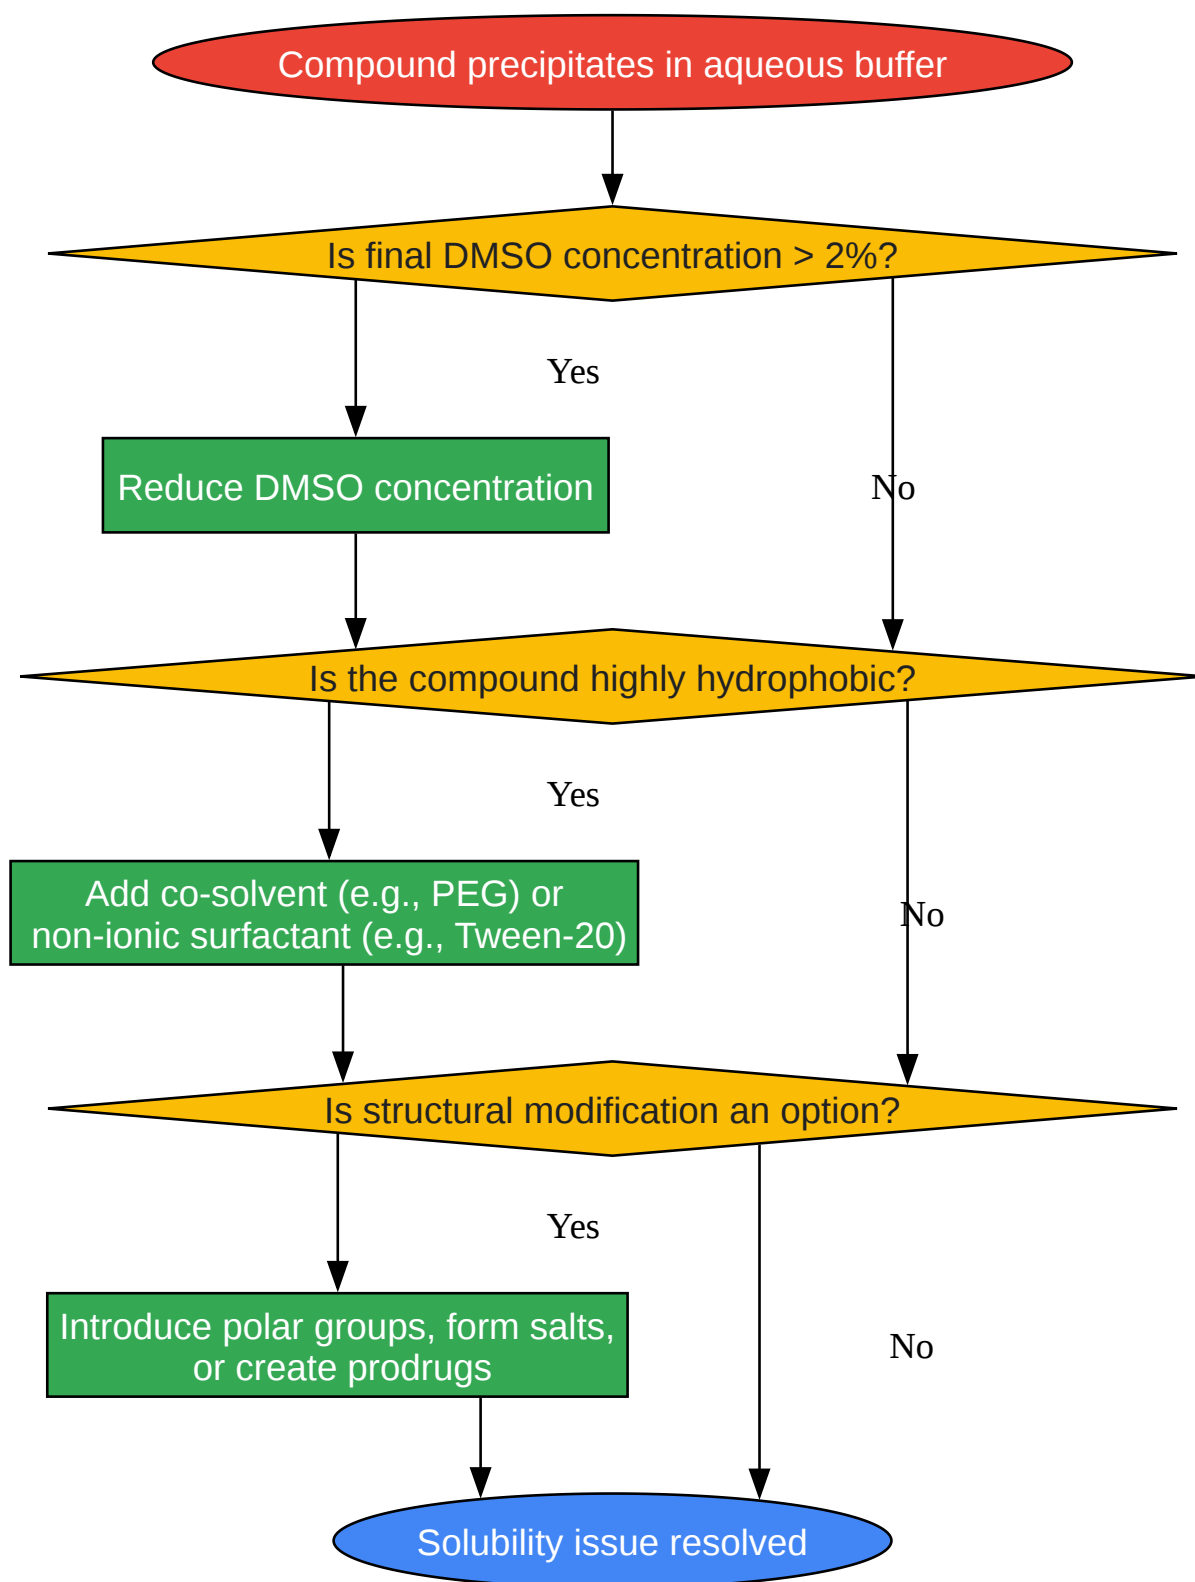 Compound precipitates in aqueous buffer
Is final DMSO concentration > 2%?
Yes
Reduce DMSO concentration
No
Is the compound highly hydrophobic?
Yes
Add co-solvent (e.g., PEG) or
non-ionic surfactant (e.g., Tween-20)
No
Is structural modification an option?
Yes
Introduce polar groups, form salts,
or create prodrugs
No
Solubility issue resolved